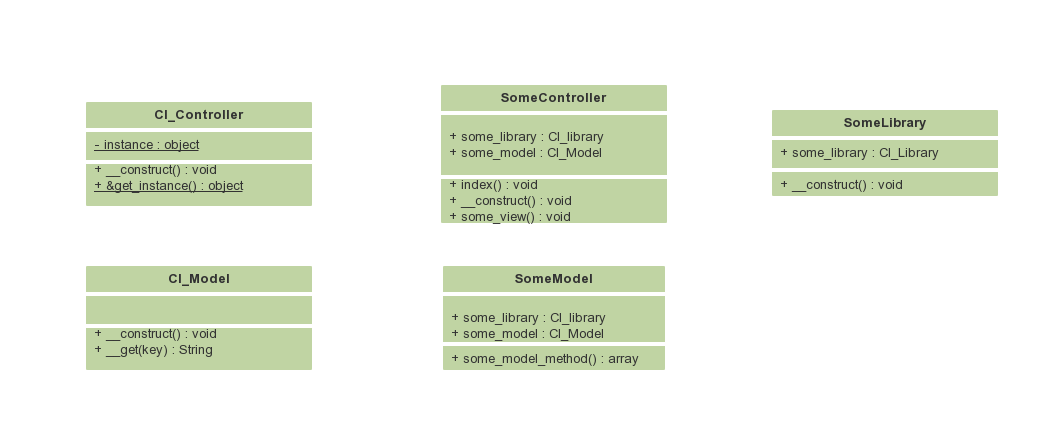 CI_Controller
- instance : object
+ __construct() : void
+ &get_instance() : object
SomeController
+ some_library : CI_library
+ some_model : CI_Model
+ index() : void
+ __construct() : void
+ some_view() : void
SomeLibrary
+ some_library : CI_Library
+ __construct() : void
CI_Model
+ __construct() : void
+ __get(key) : String
SomeModel
+ some_library : CI_library
+ some_model : CI_Model
+ some_model_method() : array